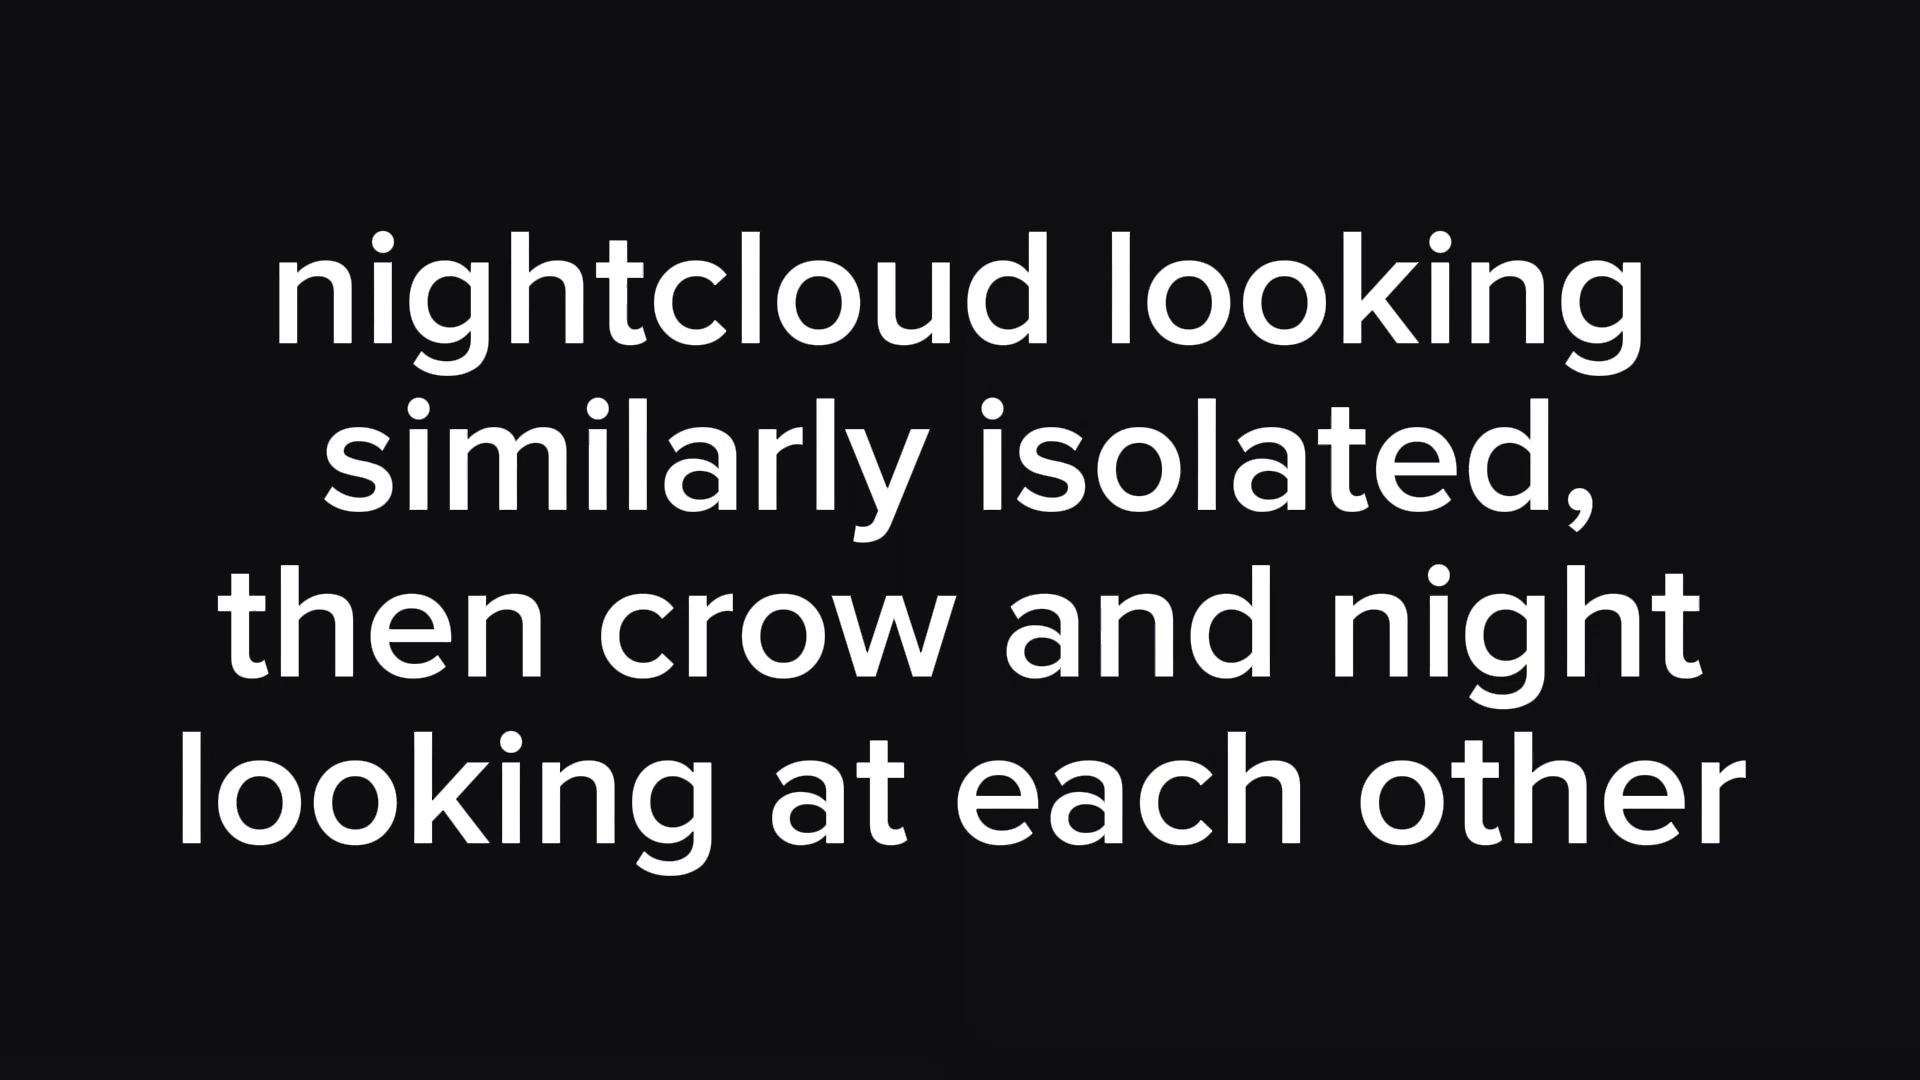 nightcloud looking
similarly isolated,
then crow and night
looking at each other